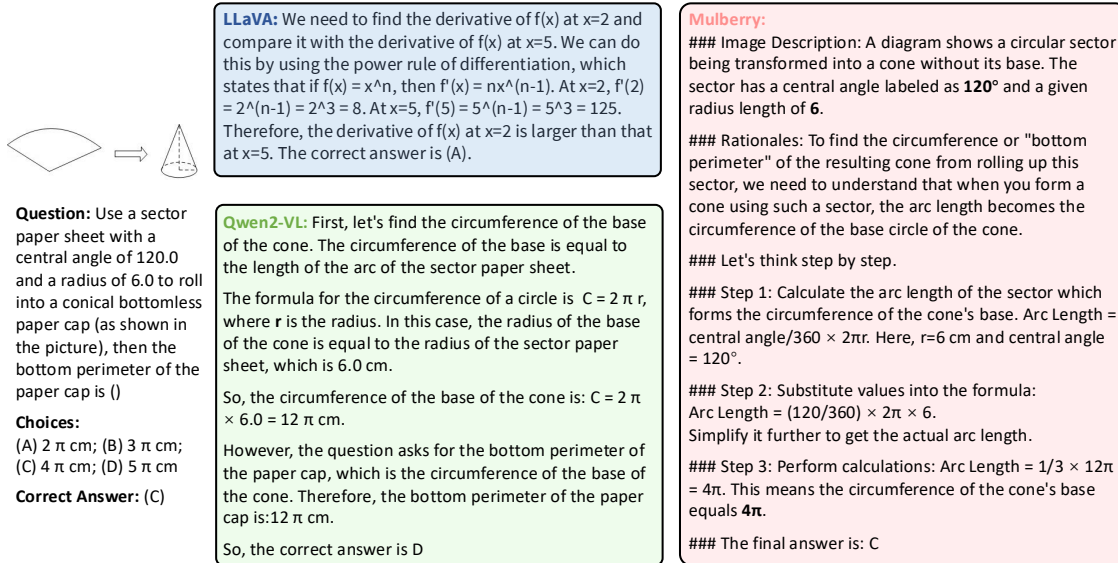 Question: Use a sector
paper sheet with a
central angle of 120.0
and a radius of 6.0 to roll
into a conical bottomless
paper cap (as shown in
the picture), then the
bottom perimeter of the
paper cap is ()
Choices:
(A) 2 π cm; (B) 3 π cm;
(C) 4 π cm; (D) 5 π cm
Correct Answer: (C)
LLaVA: We need to find the derivative of f(x) at x=2 and
compare it with the derivative of f(x) at x=5. We can do
this by using the power rule of differentiation, which
states that if f(x) = x^n, then f'(x) = nx^(n-1). At x=2, f'(2)
= 2^(n-1) = 2^3 = 8. At x=5, f'(5) = 5^(n-1) = 5^3 = 125.
Therefore, the derivative of f(x) at x=2 is larger than that
at x=5. The correct answer is (A).
Qwen2-VL: First, let's find the circumference of the base
of the cone. The circumference of the base is equal to
the length of the arc of the sector paper sheet.
The formula for the circumference of a circle is C = 2 π r,
where r is the radius. In this case, the radius of the base
of the cone is equal to the radius of the sector paper
sheet, which is 6.0 cm.
So, the circumference of the base of the cone is: C = 2 π
× 6.0 = 12 π cm.
However, the question asks for the bottom perimeter of
the paper cap, which is the circumference of the base of
the cone. Therefore, the bottom perimeter of the paper
cap is:12 π cm.
So, the correct answer is D
Mulberry:
### Image Description: A diagram shows a circular sector
being transformed into a cone without its base. The
sector has a central angle labeled as 120° and a given
radius length of 6.
### Rationales: To find the circumference or "bottom
perimeter" of the resulting cone from rolling up this
sector, we need to understand that when you form a
cone using such a sector, the arc length becomes the
circumference of the base circle of the cone.
### Let's think step by step.
### Step 1: Calculate the arc length of the sector which
forms the circumference of the cone's base. Arc Length =
central angle/360 × 2πr. Here, r=6 cm and central angle
= 120°.
### Step 2: Substitute values into the formula:
Arc Length = (120/360) × 2π × 6.
Simplify it further to get the actual arc length.
### Step 3: Perform calculations: Arc Length = 1/3 × 12π
= 4π. This means the circumference of the cone's base
equals 4π.
### The final answer is: C